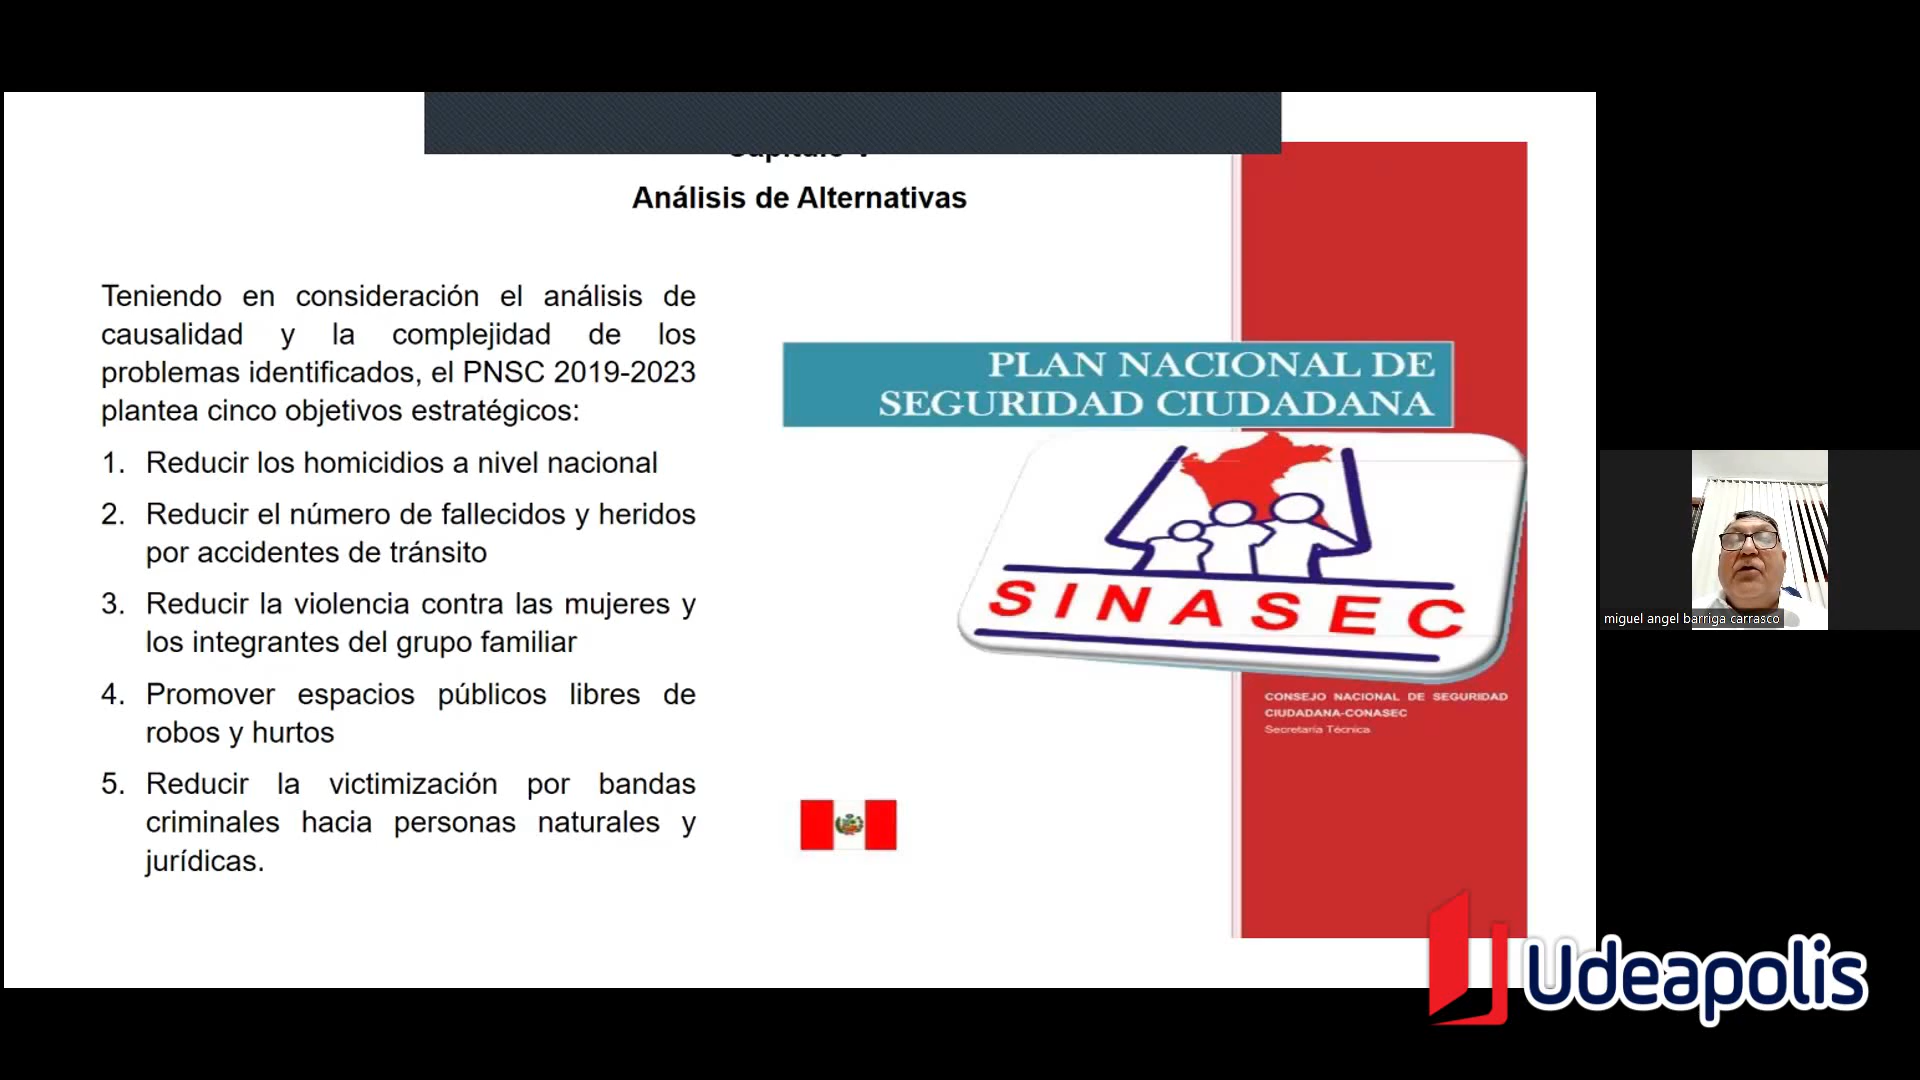 Análisis de Alternativas
Teniendo en consideración el análisis de
causalidad y la complejidad de los
problemas identificados, el PNSC 2019-2023
plantea cinco objetivos estratégicos:
1. Reducir los homicidios a nivel nacional
2. Reducir el número de fallecidos y heridos
por accidentes de tránsito
3. Reducir la violencia contra las mujeres y
los integrantes del grupo familiar
4. Promover espacios públicos libres de
robos y hurtos
5. Reducir la victimización por bandas
criminales hacia personas naturales y
jurídicas.
PLAN NACIONAL DE
SEGURIDAD CIUDADANA
SINASEC
CONSEJO NACIONAL DE SEGURIDAD
CIUDADANA-CONASEC
Secretaría Técnica
miguel angel barriga carrasco
Udeapolis